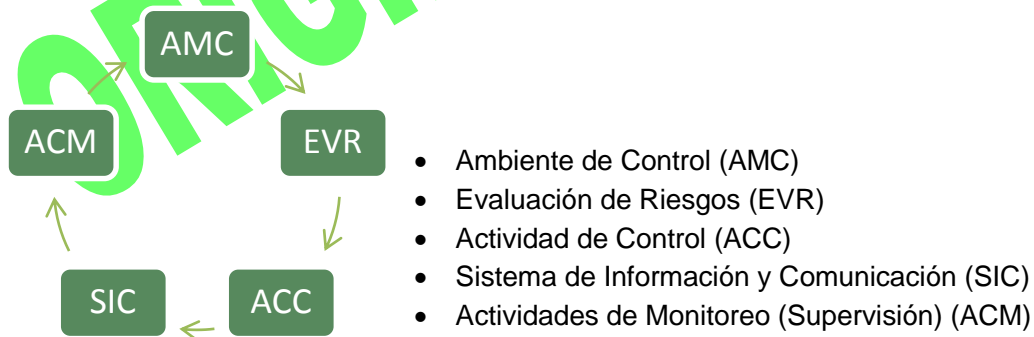 AMC
ACM
EVR
SIC
ACC
• Ambiente de Control (AMC)
• Evaluación de Riesgos (EVR)
• Actividad de Control (ACC)
• Sistema de Información y Comunicación (SIC)
• Actividades de Monitoreo (Supervisión) (ACM)